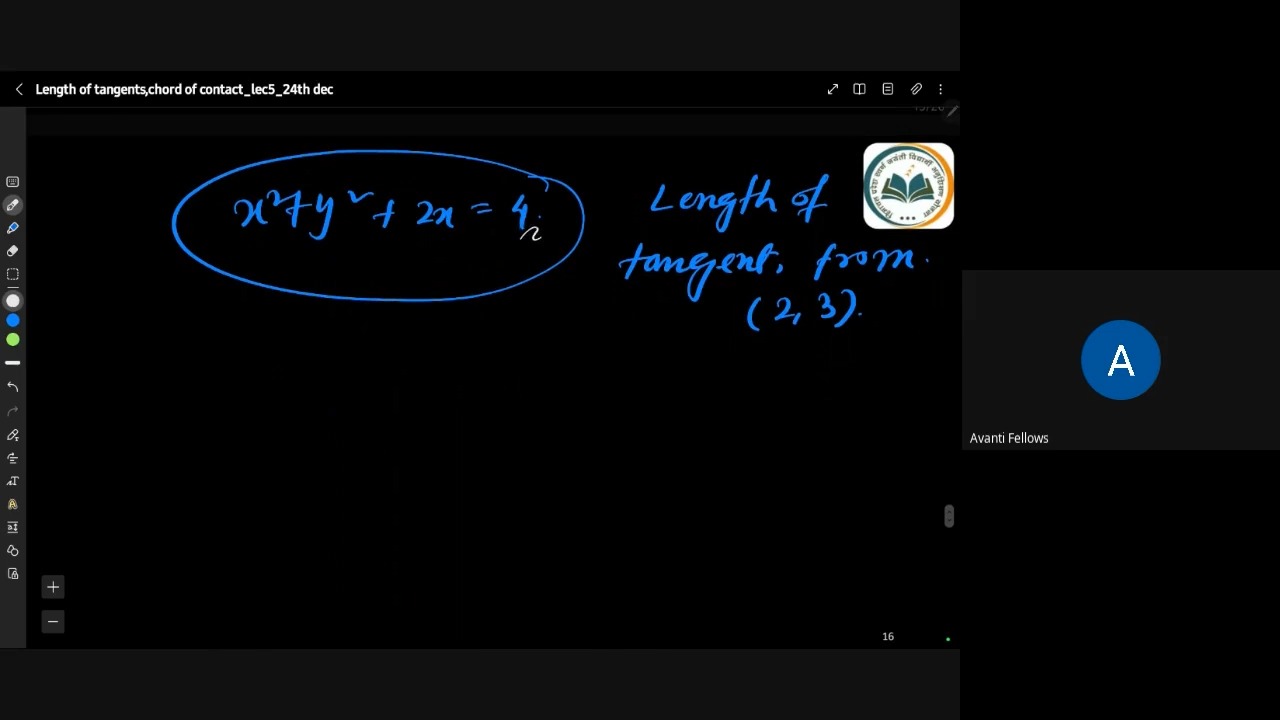 Length of tangents,chord of contact_lec5_24th dec
x²+y²+2x = 4.
Length of
tangent, from.
(2, 3).
Avanti Fellows
A
16